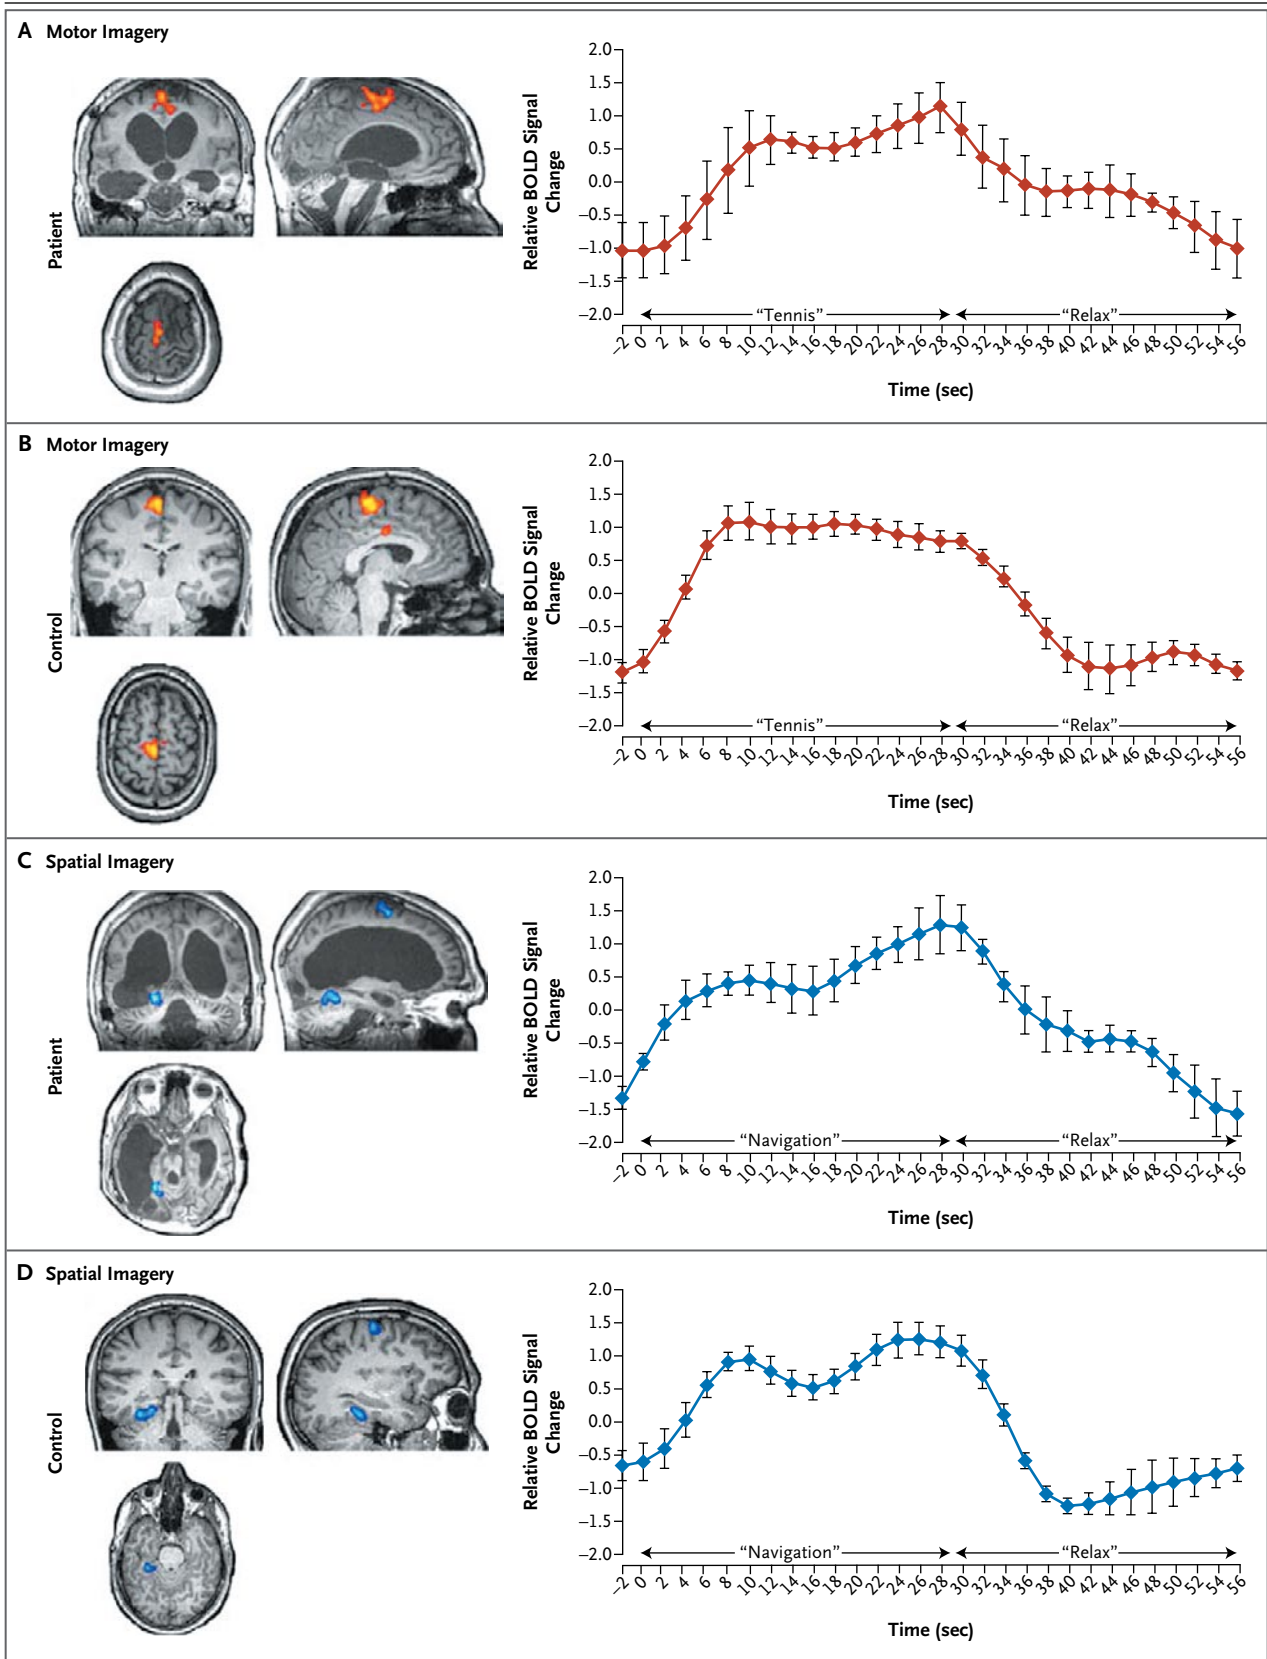 A Motor Imagery
Patient
Relative BOLD Signal
Change
2.0
1.5
1.0
0.5
0.0
−0.5
−1.0
−1.5
−2.0
“Tennis”
“Relax”
−2 0 2 4 6 8 10 12 14 16 18 20 22 24 26 28 30 32 34 36 38 40 42 44 46 48 50 52 54 56
Time (sec)
B Motor Imagery
Control
Relative BOLD Signal
Change
2.0
1.5
1.0
0.5
0.0
−0.5
−1.0
−1.5
−2.0
“Tennis”
“Relax”
−2 0 2 4 6 8 10 12 14 16 18 20 22 24 26 28 30 32 34 36 38 40 42 44 46 48 50 52 54 56
Time (sec)
C Spatial Imagery
Patient
Relative BOLD Signal
Change
2.0
1.5
1.0
0.5
0.0
−0.5
−1.0
−1.5
−2.0
“Navigation”
“Relax”
−2 0 2 4 6 8 10 12 14 16 18 20 22 24 26 28 30 32 34 36 38 40 42 44 46 48 50 52 54 56
Time (sec)
D Spatial Imagery
Control
Relative BOLD Signal
Change
2.0
1.5
1.0
0.5
0.0
−0.5
−1.0
−1.5
−2.0
“Navigation”
“Relax”
−2 0 2 4 6 8 10 12 14 16 18 20 22 24 26 28 30 32 34 36 38 40 42 44 46 48 50 52 54 56
Time (sec)